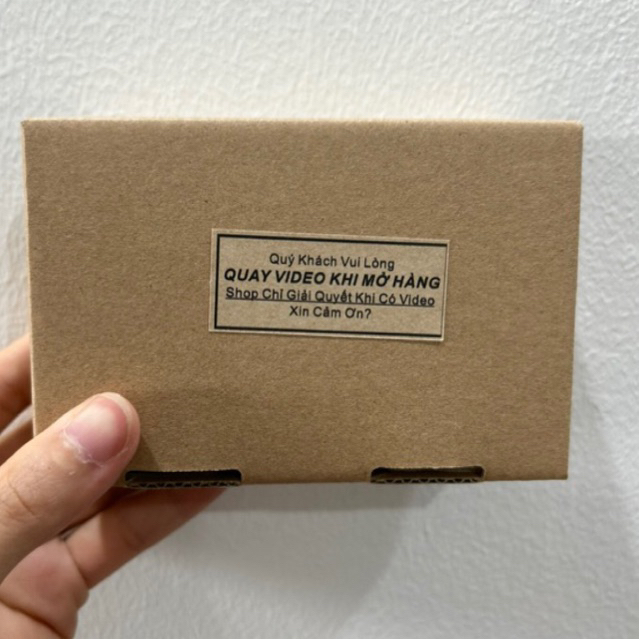 Quý Khách Vui Lòng
QUAY VIDEO KHI MỞ HÀNG
Shop Chỉ Giải Quyết Khi Có Video
Xin Cảm Ơn?